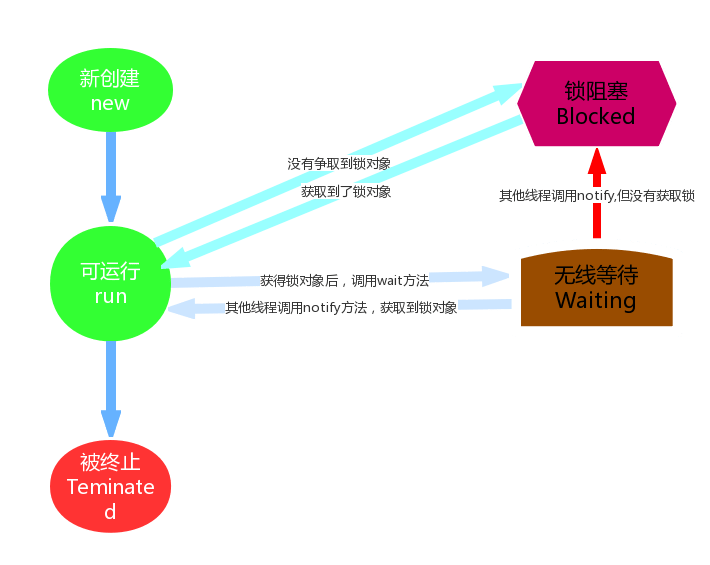 新创建
new
锁阻塞
Blocked
没有争取到锁对象
获取到了锁对象
其他线程调用notify,但没有获取锁
可运行
run
获得锁对象后，调用wait方法
其他线程调用notify方法，获取到锁对象
无线等待
Waiting
被终止
Teminate
d